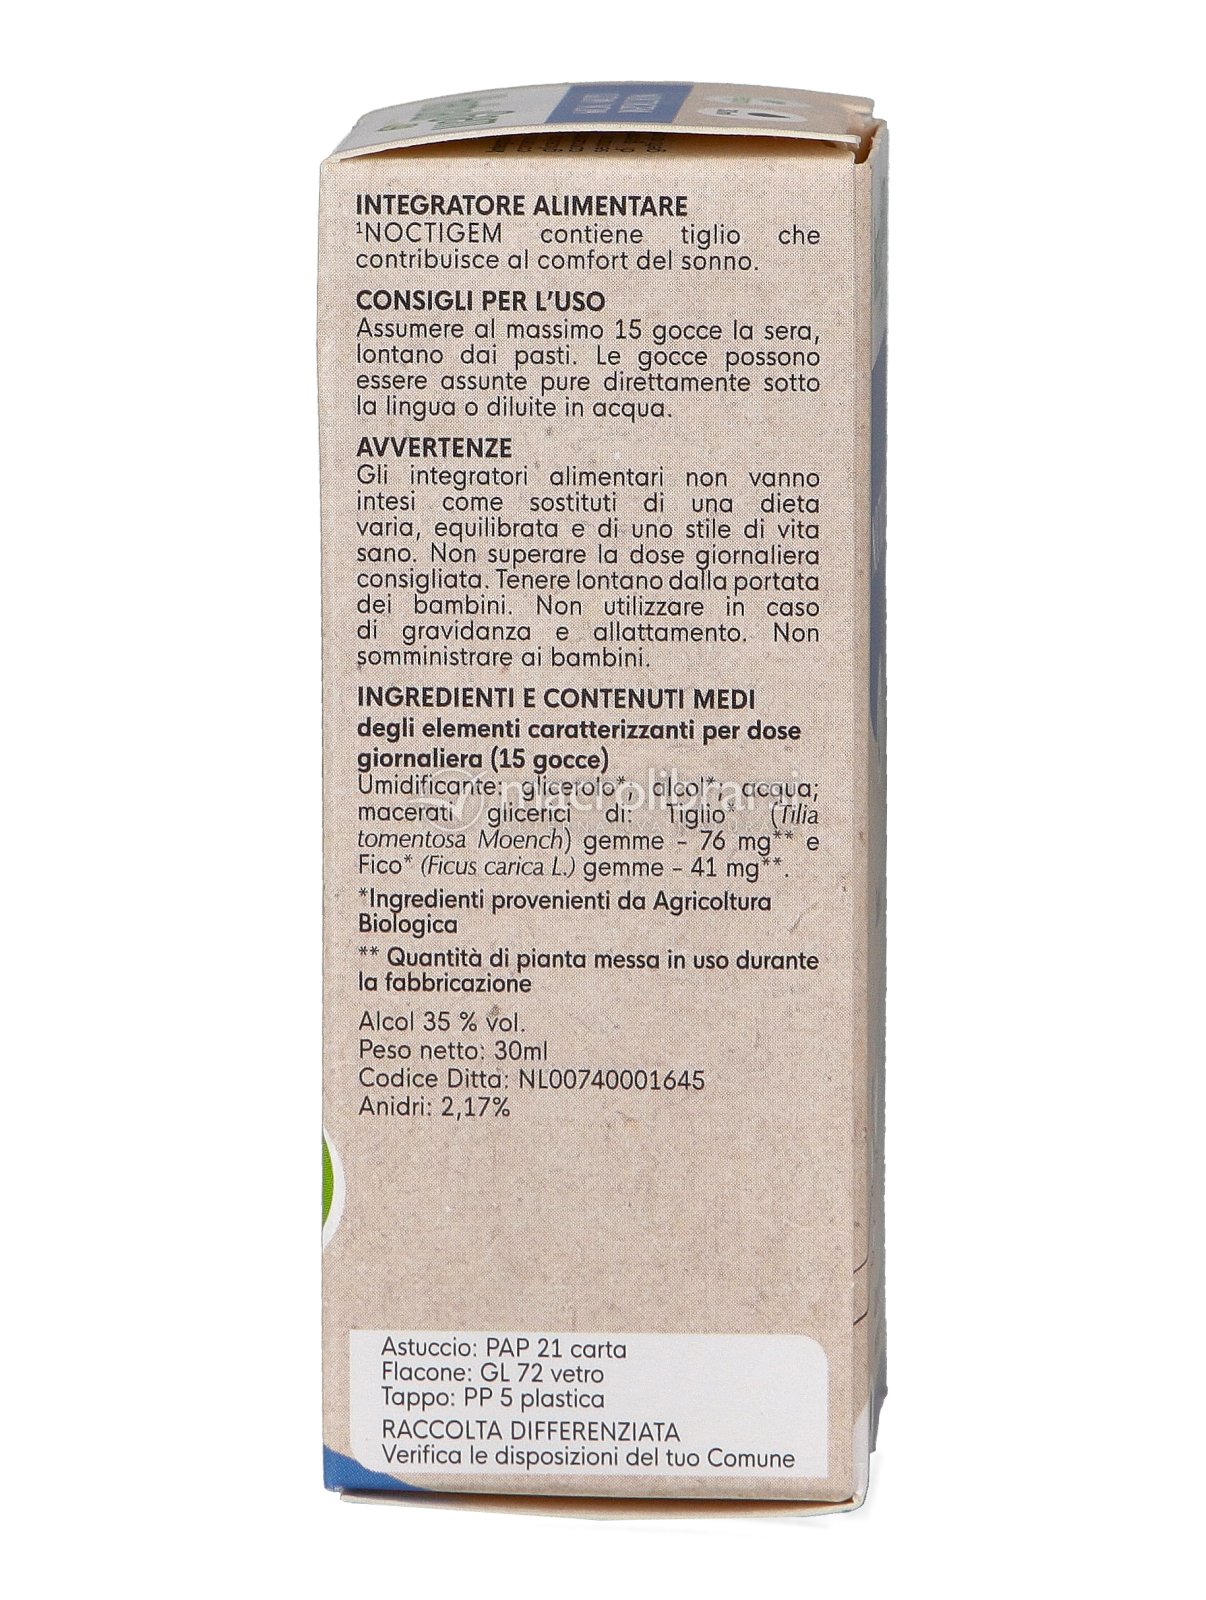 INTEGRATORE ALIMENTARE
¹NOCTIGEM contiene tiglio che
contribuisce al comfort del sonno.
CONSIGLI PER L'USO
Assumere al massimo 15 gocce la sera,
lontano dai pasti. Le gocce possono
essere assunte pure direttamente sotto
la lingua o diluite in acqua.
AVVERTENZE
Gli integratori alimentari non vanno
intesi come sostituti di una dieta
varia, equilibrata e di uno stile di vita
sano. Non superare la dose giornaliera
consigliata. Tenere lontano dalla portata
dei bambini. Non utilizzare in caso
di gravidanza e allattamento. Non
somministrare ai bambini.
INGREDIENTI E CONTENUTI MEDI
degli elementi caratterizzanti per dose
giornaliera (15 gocce)
Umidificante: glicerolo*, alcol*, acqua;
macrolibrarsi
macerati glicerici di: Tiglio* (Tilia
tomentosa Moench) gemme - 76 mg** e
Fico* (Ficus carica L.) gemme - 41 mg**.
*Ingredienti provenienti da Agricoltura
Biologica
** Quantità di pianta messa in uso durante
la fabbricazione
Alcol 35 % vol.
Peso netto: 30ml
Codice Ditta: NL00740001645
Anidri: 2,17%
Astuccio: PAP 21 carta
Flacone: GL 72 vetro
Tappo: PP 5 plastica
RACCOLTA DIFFERENZIATA
Verifica le disposizioni del tuo Comune